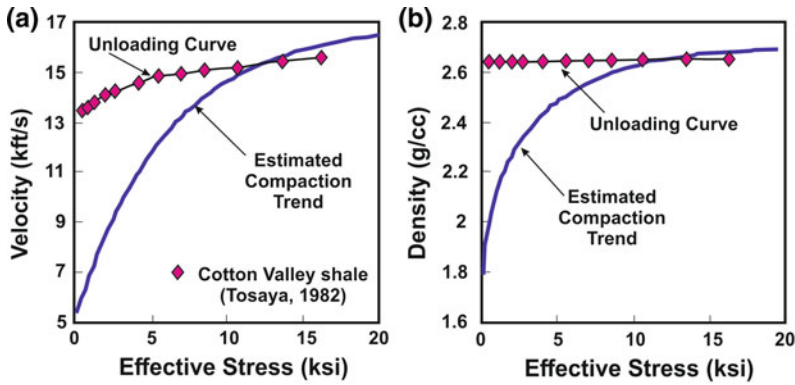 (a)
17
15
13
11
9
7
5
Velocity (kft/s)
Unloading Curve
Estimated
Compaction
Trend
Cotton Valley shale
(Tosaya, 1982)
0 5 10 15 20
Effective Stress (ksi)
(b)
2.8
2.6
2.4
2.2
2
1.8
1.6
Density (g/cc)
Unloading Curve
Estimated
Compaction
Trend
0 5 10 15 20
Effective Stress (ksi)